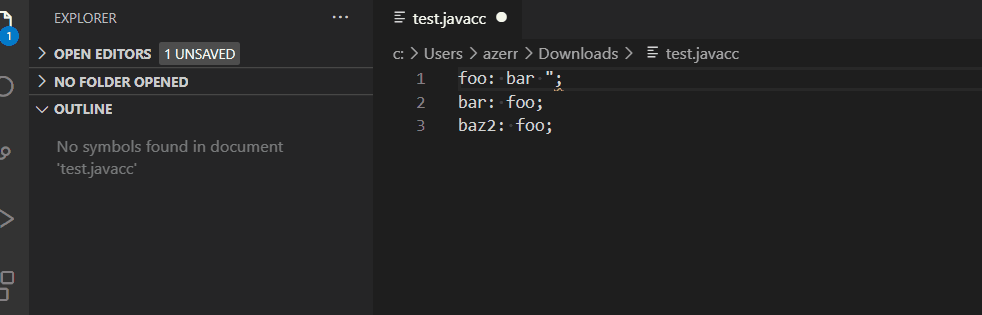 EXPLORER
···
1
OPEN EDITORS 1 UNSAVED
NO FOLDER OPENED
OUTLINE
No symbols found in document
'test.javacc'
test.javacc
c: > Users > azerr > Downloads > test.javacc
1 foo: bar ";
2 bar: foo;
3 baz2: foo;